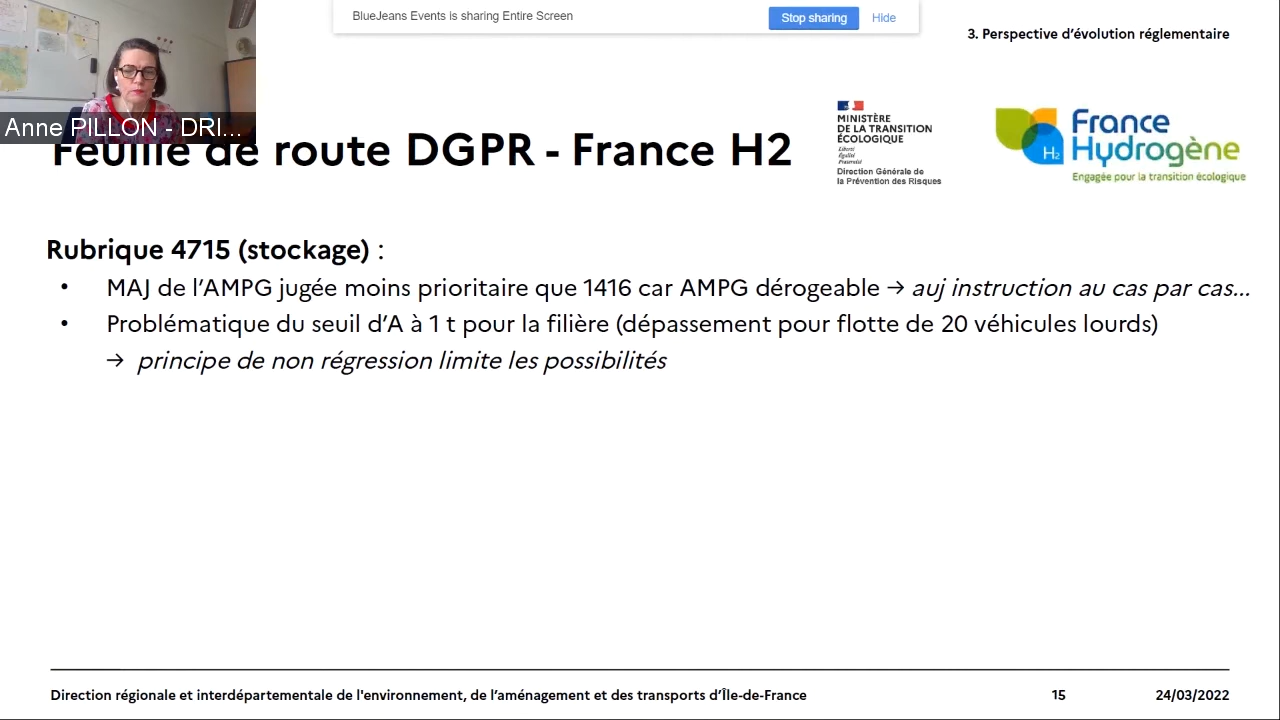 BlueJeans Events is sharing Entire Screen
Stop sharing
Hide
3. Perspective d'évolution réglementaire
Anne PILLON - DRI...
Feuille de route DGPR - France H2
MINISTÈRE
DE LA TRANSITION
ÉCOLOGIQUE
Liberté
Égalité
Fraternité
Direction Générale de
la Prévention des Risques
H2
France
Hydrogène
Engagée pour la transition écologique
Rubrique 4715 (stockage) :
• MAJ de l'AMPG jugée moins prioritaire que 1416 car AMPG dérogeable → auj instruction au cas par cas...
• Problématique du seuil d'A à 1 t pour la filière (dépassement pour flotte de 20 véhicules lourds)
→ principe de non régression limite les possibilités
Direction régionale et interdépartementale de l'environnement, de l'aménagement et des transports d'Île-de-France
15
24/03/2022